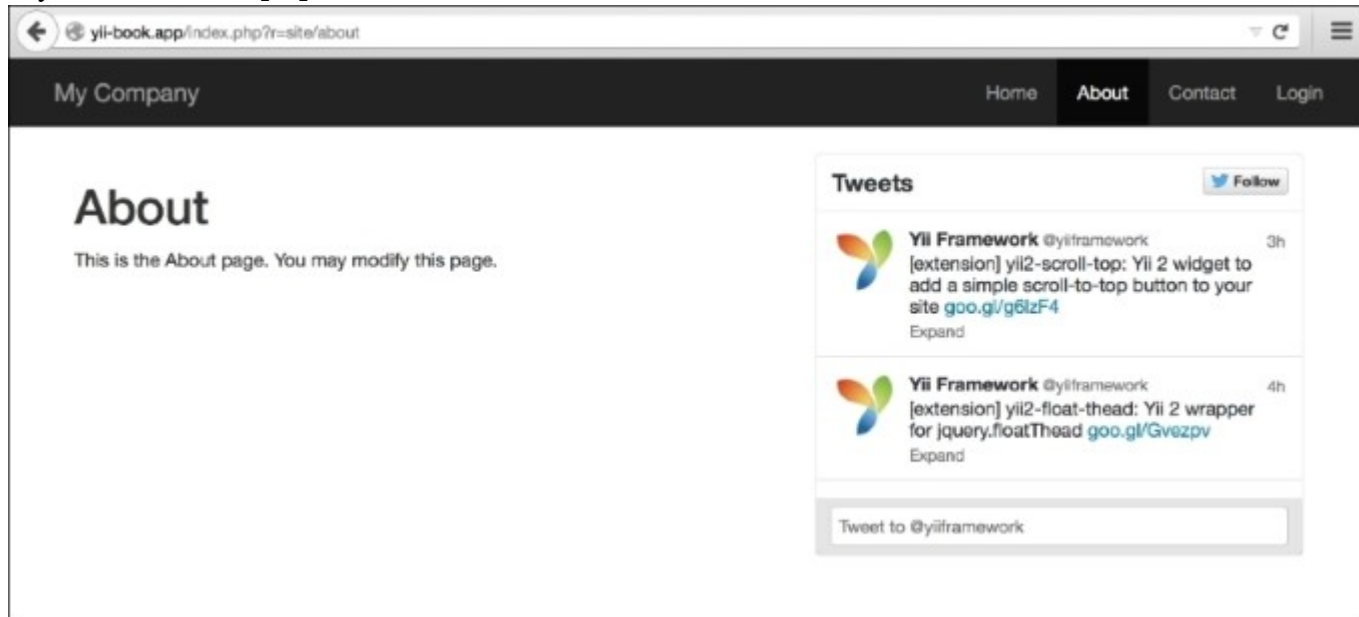 yii-book.app/index.php?r=site/about
My Company
Home About Contact Login
About
This is the About page. You may modify this page.
Tweets
Follow
Yii Framework @yiiframework 3h
[extension] yii2-scroll-top: Yii 2 widget to
add a simple scroll-to-top button to your
site goo.gl/g6IzF4
Expand
Yii Framework @yiiframework 4h
[extension] yii2-float-thead: Yii 2 wrapper
for jquery.floatThead goo.gl/Gvezpv
Expand
Tweet to @yiiframework